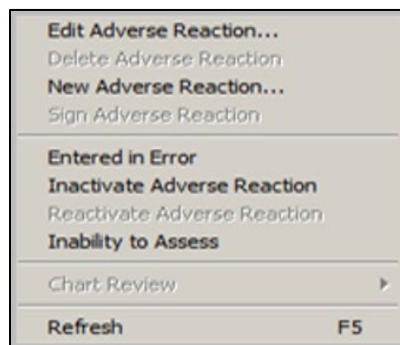 Edit Adverse Reaction...
Delete Adverse Reaction
New Adverse Reaction...
Sign Adverse Reaction
Entered in Error
Inactivate Adverse Reaction
Reactivate Adverse Reaction
Inability to Assess
Chart Review
Refresh F5